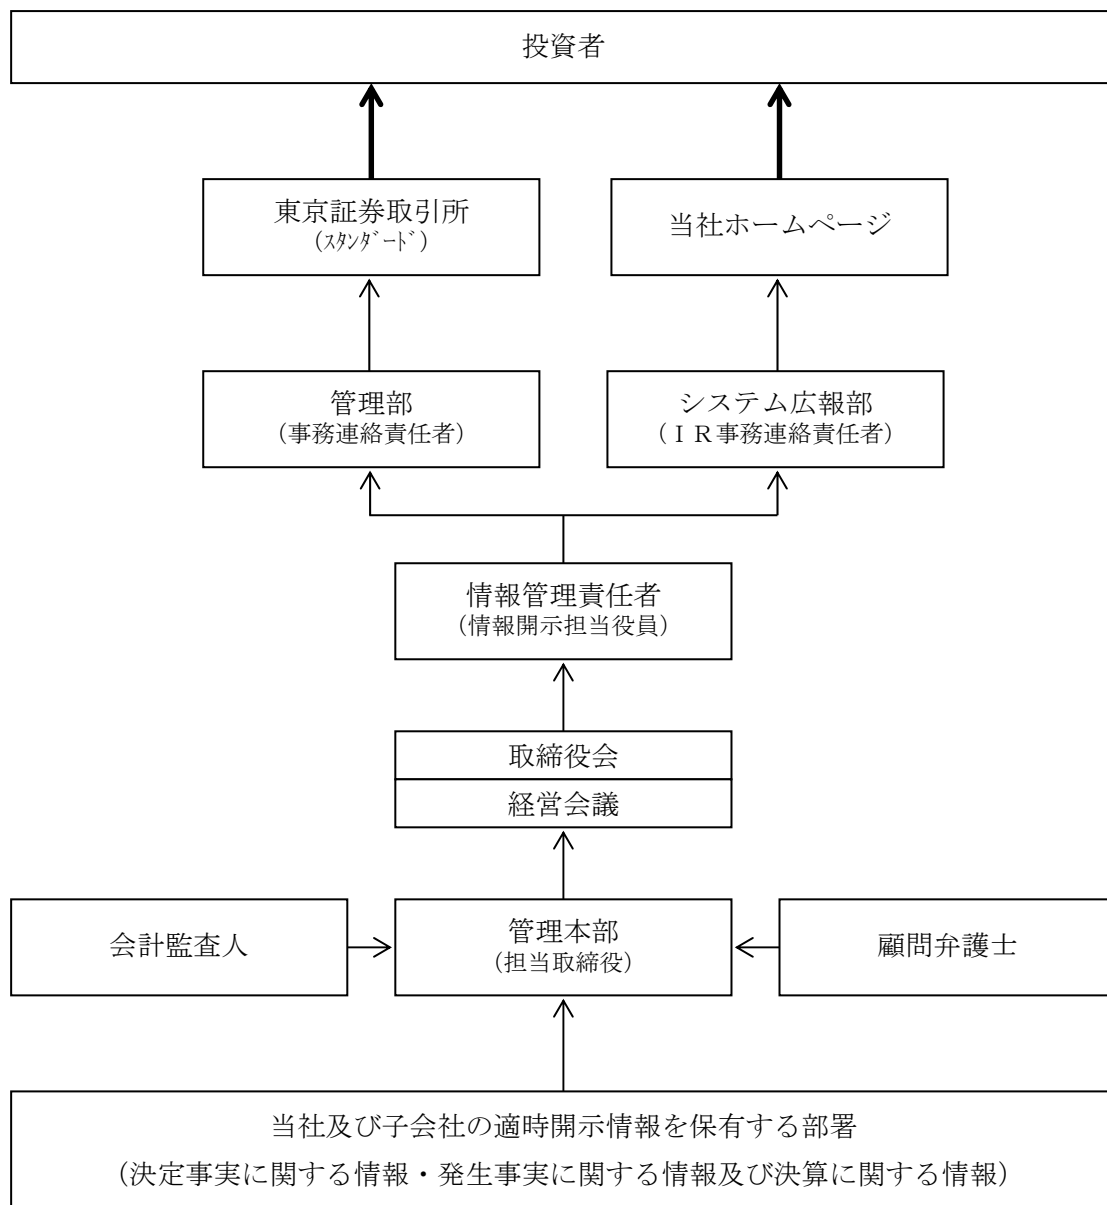 投資者
東京証券取引所
（ｽﾀﾝﾀﾞｰﾄﾞ）
当社ホームページ
管理部
（事務連絡責任者）
システム広報部
（ＩＲ事務連絡責任者）
情報管理責任者
（情報開示担当役員）
取締役会
経営会議
会計監査人
管理本部
（担当取締役）
顧問弁護士
当社及び子会社の適時開示情報を保有する部署
（決定事実に関する情報・発生事実に関する情報及び決算に関する情報）